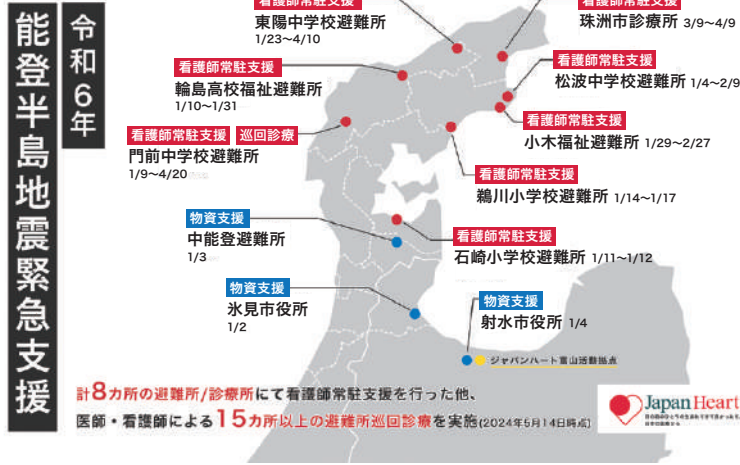 令和6年
能登半島地震緊急支援
看護師常駐支援
東陽中学校避難所
1/23~4/10
看護師常駐支援
珠洲市診療所 3/9~4/9
看護師常駐支援
輪島高校福祉避難所
1/10~1/31
看護師常駐支援
松波中学校避難所 1/4~2/9
看護師常駐支援
小木福祉避難所 1/29~2/27
看護師常駐支援 巡回診療
門前中学校避難所
1/9~4/20
看護師常駐支援
鵜川小学校避難所 1/14~1/17
物資支援
中能登避難所
1/3
看護師常駐支援
石崎小学校避難所 1/11~1/12
物資支援
氷見市役所
1/2
物資支援
射水市役所 1/4
ジャパンハート富山活動拠点
計8カ所の避難所/診療所にて看護師常駐支援を行った他、
医師・看護師による15カ所以上の避難所巡回診療を実施(2024年5月14日時点)
Japan Heart